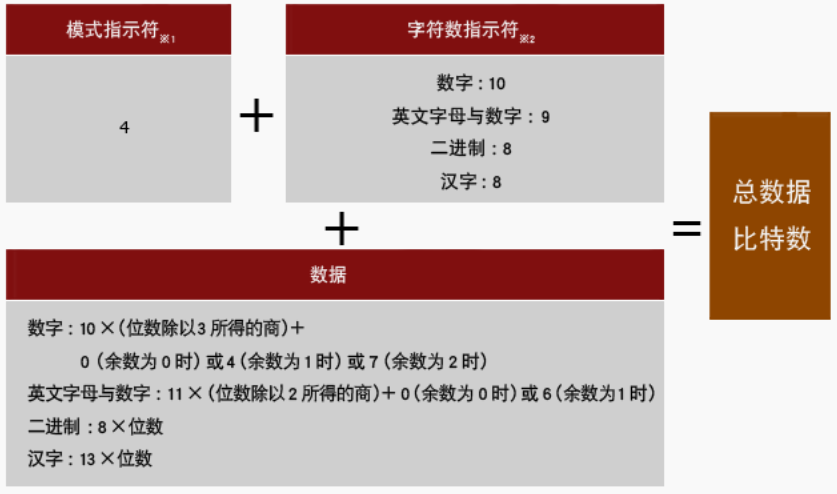 模式指示符※1
4
+
字符数指示符※2
数字:10
英文字母与数字:9
二进制:8
汉字:8
+
数据
数字:10×(位数除以3所得的商)+
0(余数为0时)或4(余数为1时)或7(余数为2时)
英文字母与数字:11×(位数除以2所得的商)+0(余数为0时)或6(余数为1时)
二进制:8×位数
汉字:13×位数
=
总数据
比特数